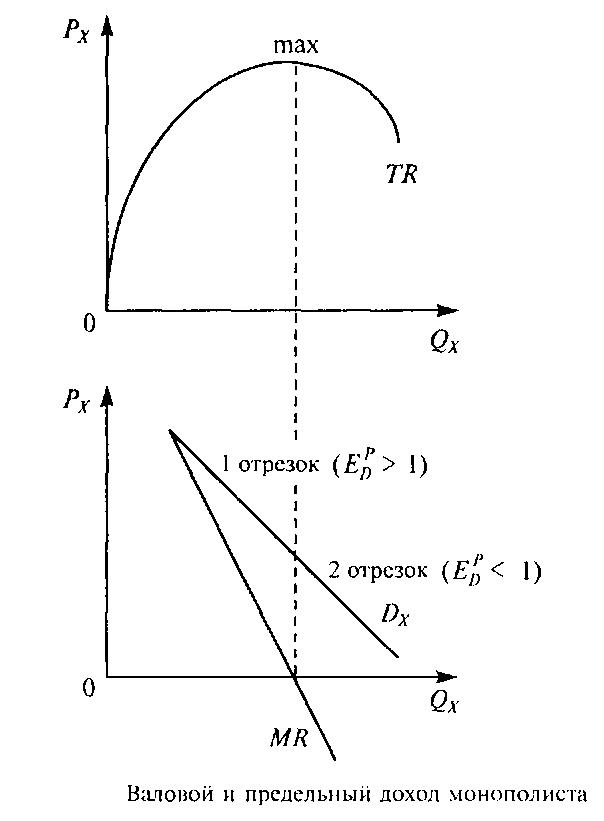 P_X
max
TR
0
Q_X
P_X
1 отрезок (E_D^P > 1)
2 отрезок (E_D^P < 1)
D_X
0
Q_X
MR
Валовой и предельный доход монополиста